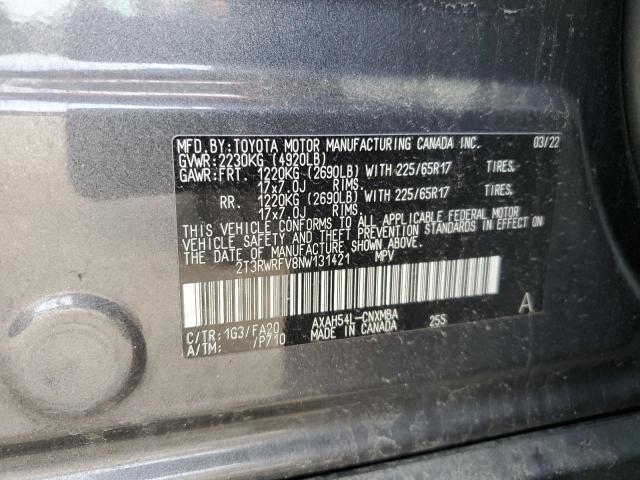 MFD.BY:TOYOTA MOTOR MANUFACTURING CANADA INC. 03/22
GVWR:2230KG (4920LB)
GAWR:FRT. 1220KG (2690LB) WITH 225/65R17 TIRES.
17x7.0J RIMS.
RR. 1220KG (2690LB) WITH 225/65R17 TIRES.
17x7.0J RIMS.
THIS VEHICLE CONFORMS TO ALL APPLICABLE FEDERAL MOTOR
VEHICLE SAFETY AND THEFT PREVENTION STANDARDS IN EFFECT ON
THE DATE OF MANUFACTURE SHOWN ABOVE.
2T3RWRFV8NW131421 MPV
C/TR: 1G3/FA20 AXAH54L-CNXMBA 255 A
A/TM: /P710 MADE IN CANADA